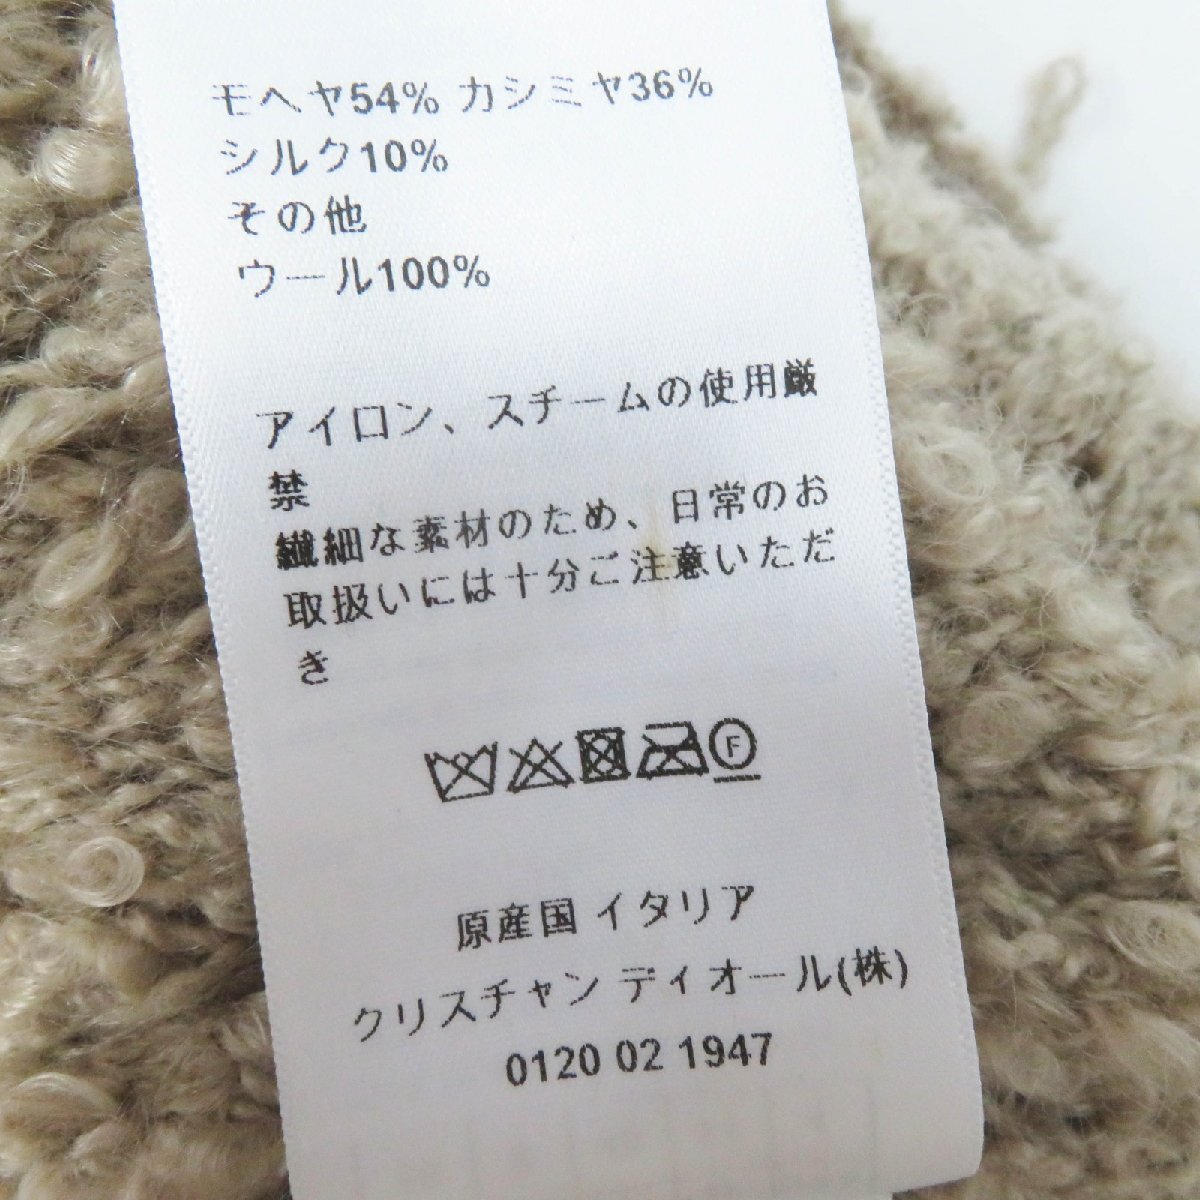 モヘヤ54% カシミヤ36%
シルク10%
その他
ウール100%
アイロン、スチームの使用厳
禁
繊細な素材のため、日常のお
取扱いには十分ご注意いただ
き
F
原産国 イタリア
クリスチャン ディオール(株)
0120 02 1947